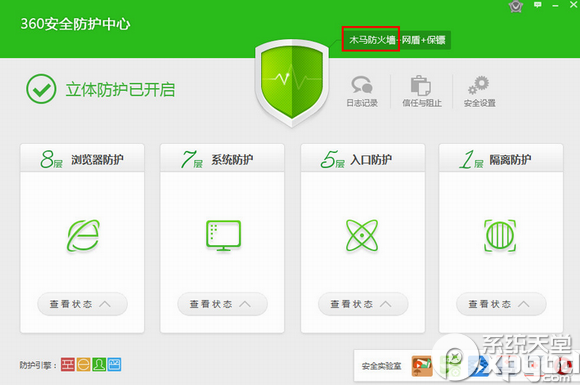 360安全防护中心
木马防火墙+网盾+保镖
立体防护已开启
日志记录
信任与阻止
安全设置
8层 浏览器防护
7层 系统防护
5层 入口防护
1层 隔离防护
查看状态
查看状态
查看状态
查看状态
防护引擎:
安全实验室
系统天堂